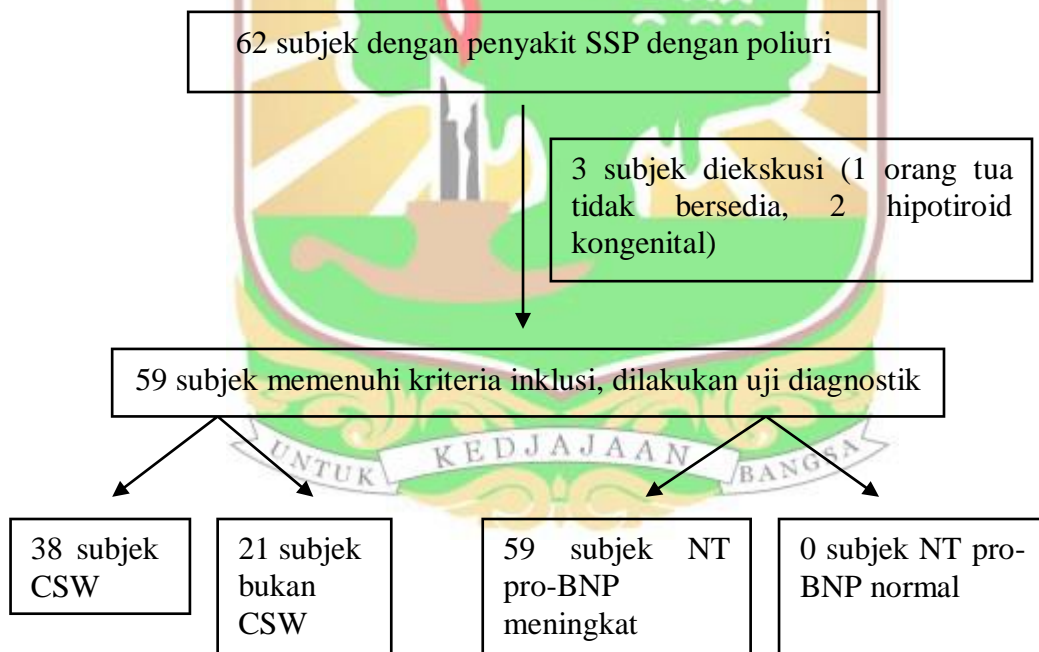 62 subjek dengan penyakit SSP dengan poliuri
3 subjek diekskusi (1 orang tua
tidak bersedia, 2 hipotiroid
kongenital)
59 subjek memenuhi kriteria inklusi, dilakukan uji diagnostik
UNTUK KEDJAJAAN BANGSA
38 subjek
CSW
21 subjek
bukan
CSW
59 subjek NT
pro-BNP
meningkat
0 subjek NT pro-
BNP normal